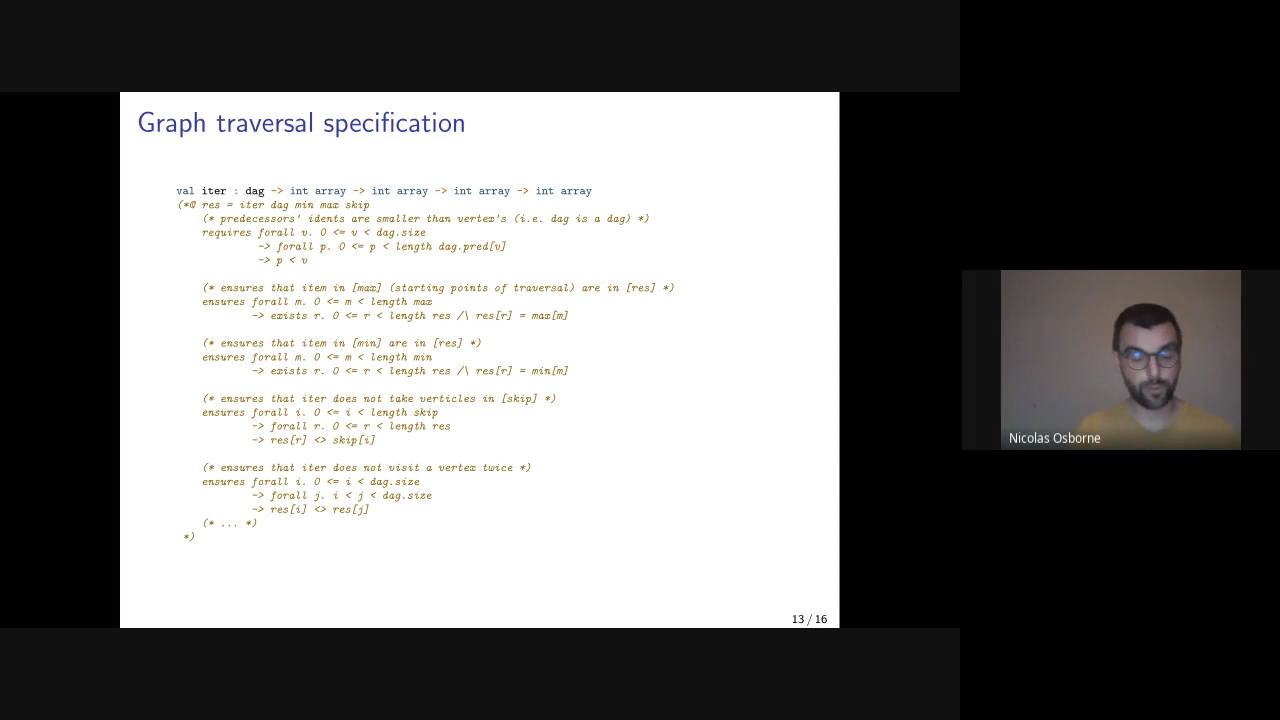 Graph traversal specification
val iter : dag -> int array -> int array -> int array -> int array
(*@ res = iter dag min max skip
(* predecessors' idents are smaller than vertex's (i.e. dag is a dag) *)
requires forall v. 0 <= v < dag.size
-> forall p. 0 <= p < length dag.pred[v]
-> p < v
(* ensures that item in [max] (starting points of traversal) are in [res] *)
ensures forall m. 0 <= m < length max
-> exists r. 0 <= r < length res /\ res[r] = max[m]
(* ensures that item in [min] are in [res] *)
ensures forall m. 0 <= m < length min
-> exists r. 0 <= r < length res /\ res[r] = min[m]
(* ensures that iter does not take verticles in [skip] *)
ensures forall i. 0 <= i < length skip
-> forall r. 0 <= r < length res
-> res[r] <> skip[i]
(* ensures that iter does not visit a vertex twice *)
ensures forall i. 0 <= i < dag.size
-> forall j. i < j < dag.size
-> res[i] <> res[j]
(* ... *)
*)
13 / 16
Nicolas Osborne